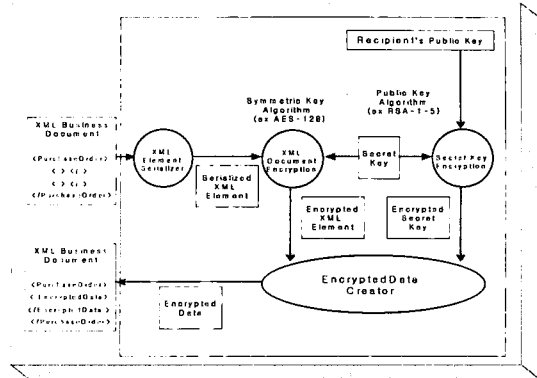 Recipient's Public Key
Symmetric Key
Algorithm
(ex AES-128)
Public Key
Algorithm
(ex RSA-1-5)
XML Business
Document
<PurchaseOrder>
</PurchaseOrder>
XML
Element
Serializer
Serialized
XML
Element
XML
Document
Encryption
Secret
Key
Secret Key
Encryption
Encrypted
XML
Element
Encrypted
Secret
Key
XML Business
Document
<PurchaseOrder>
<EncryptedData>
</PurchaseOrder>
Encrypted
Data
EncryptedData
Creator